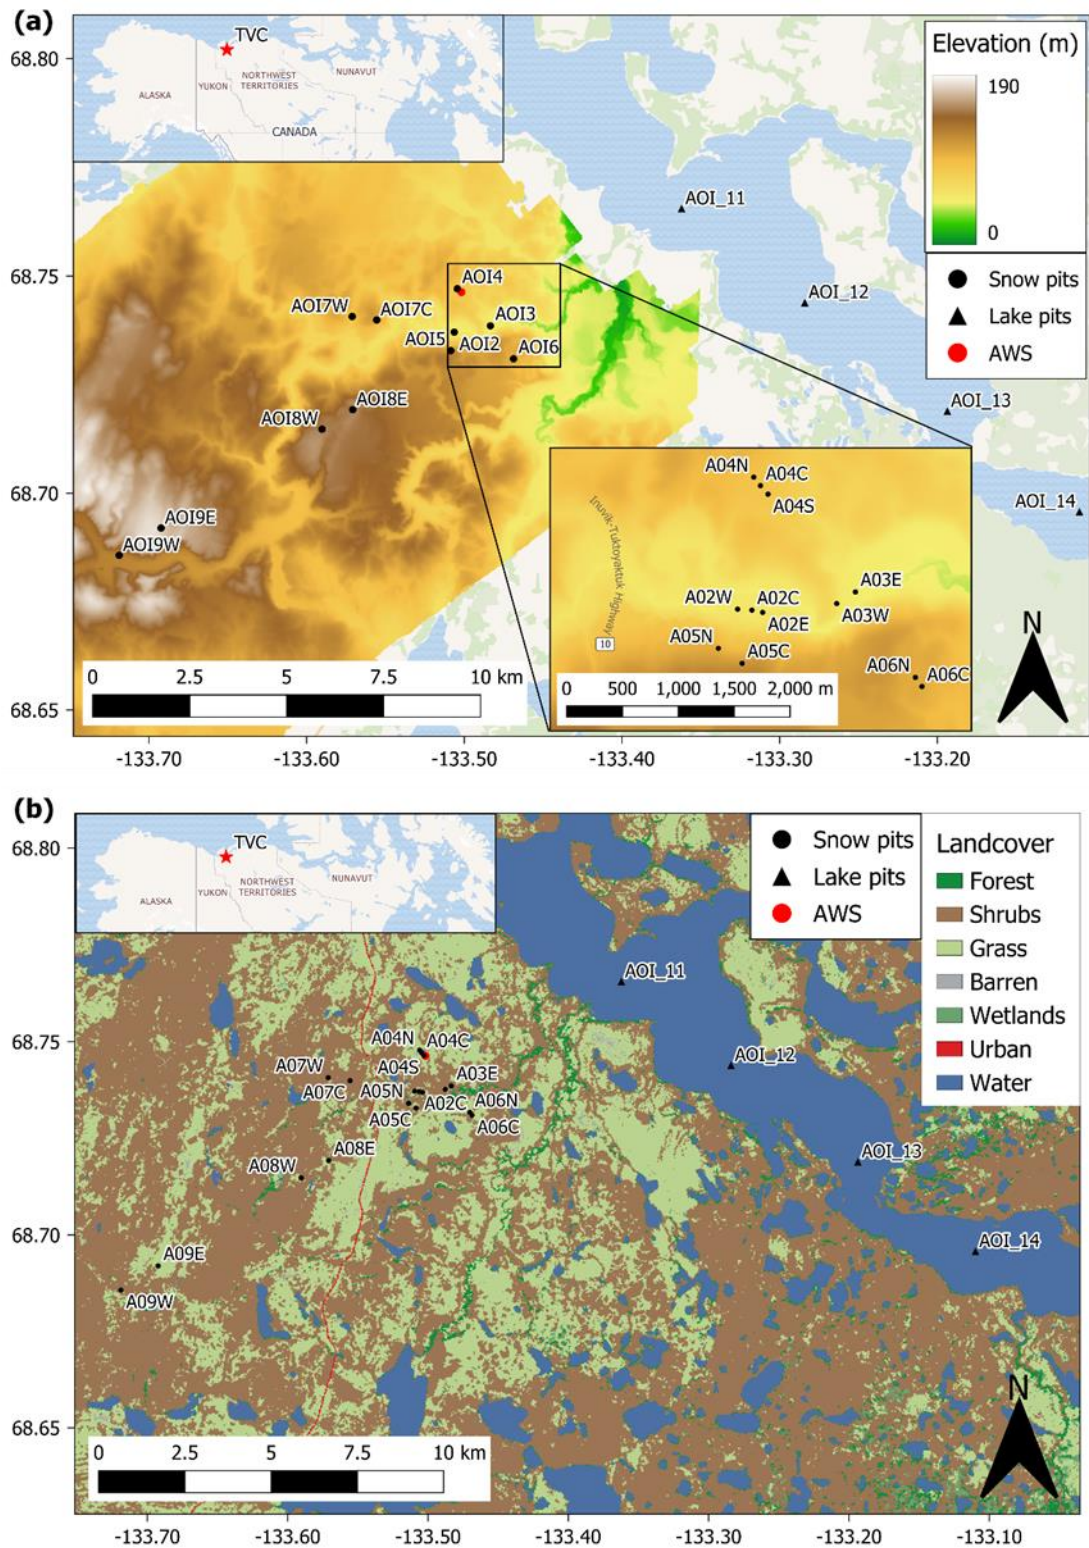 (a)
68.80
68.75
68.70
68.65
TVC
ALASKA
YUKON
NORTHWEST
TERRITORIES
NUNAVUT
CANADA
Elevation (m)
190
0
Snow pits
Lake pits
AWS
AOI_11
AOI_12
AOI_13
AOI_14
AOI4
AOI7W
AOI7C
AOI3
AOI5
AOI2
AOI6
AOI8E
AOI8W
AOI9E
AOI9W
A04N
A04C
A04S
Inuvik-Tuktoyaktuk Highway
10
A03E
A02W
A02C
A03W
A02E
A05N
A05C
A06N
A06C
0 500 1,000 1,500 2,000 m
0 2.5 5 7.5 10 km
N
-133.70 -133.60 -133.50 -133.40 -133.30 -133.20
(b)
68.80
68.75
68.70
68.65
TVC
ALASKA
YUKON
NORTHWEST
TERRITORIES
NUNAVUT
CANADA
Snow pits
Lake pits
AWS
Landcover
Forest
Shrubs
Grass
Barren
Wetlands
Urban
Water
AOI_11
AOI_12
AOI_13
AOI_14
A04N
A04C
A07W
A04S
A03E
A07C
A05N
A02C
A06N
A05C
A06C
A08E
A08W
A09E
A09W
N
0 2.5 5 7.5 10 km
-133.70 -133.60 -133.50 -133.40 -133.30 -133.20 -133.10